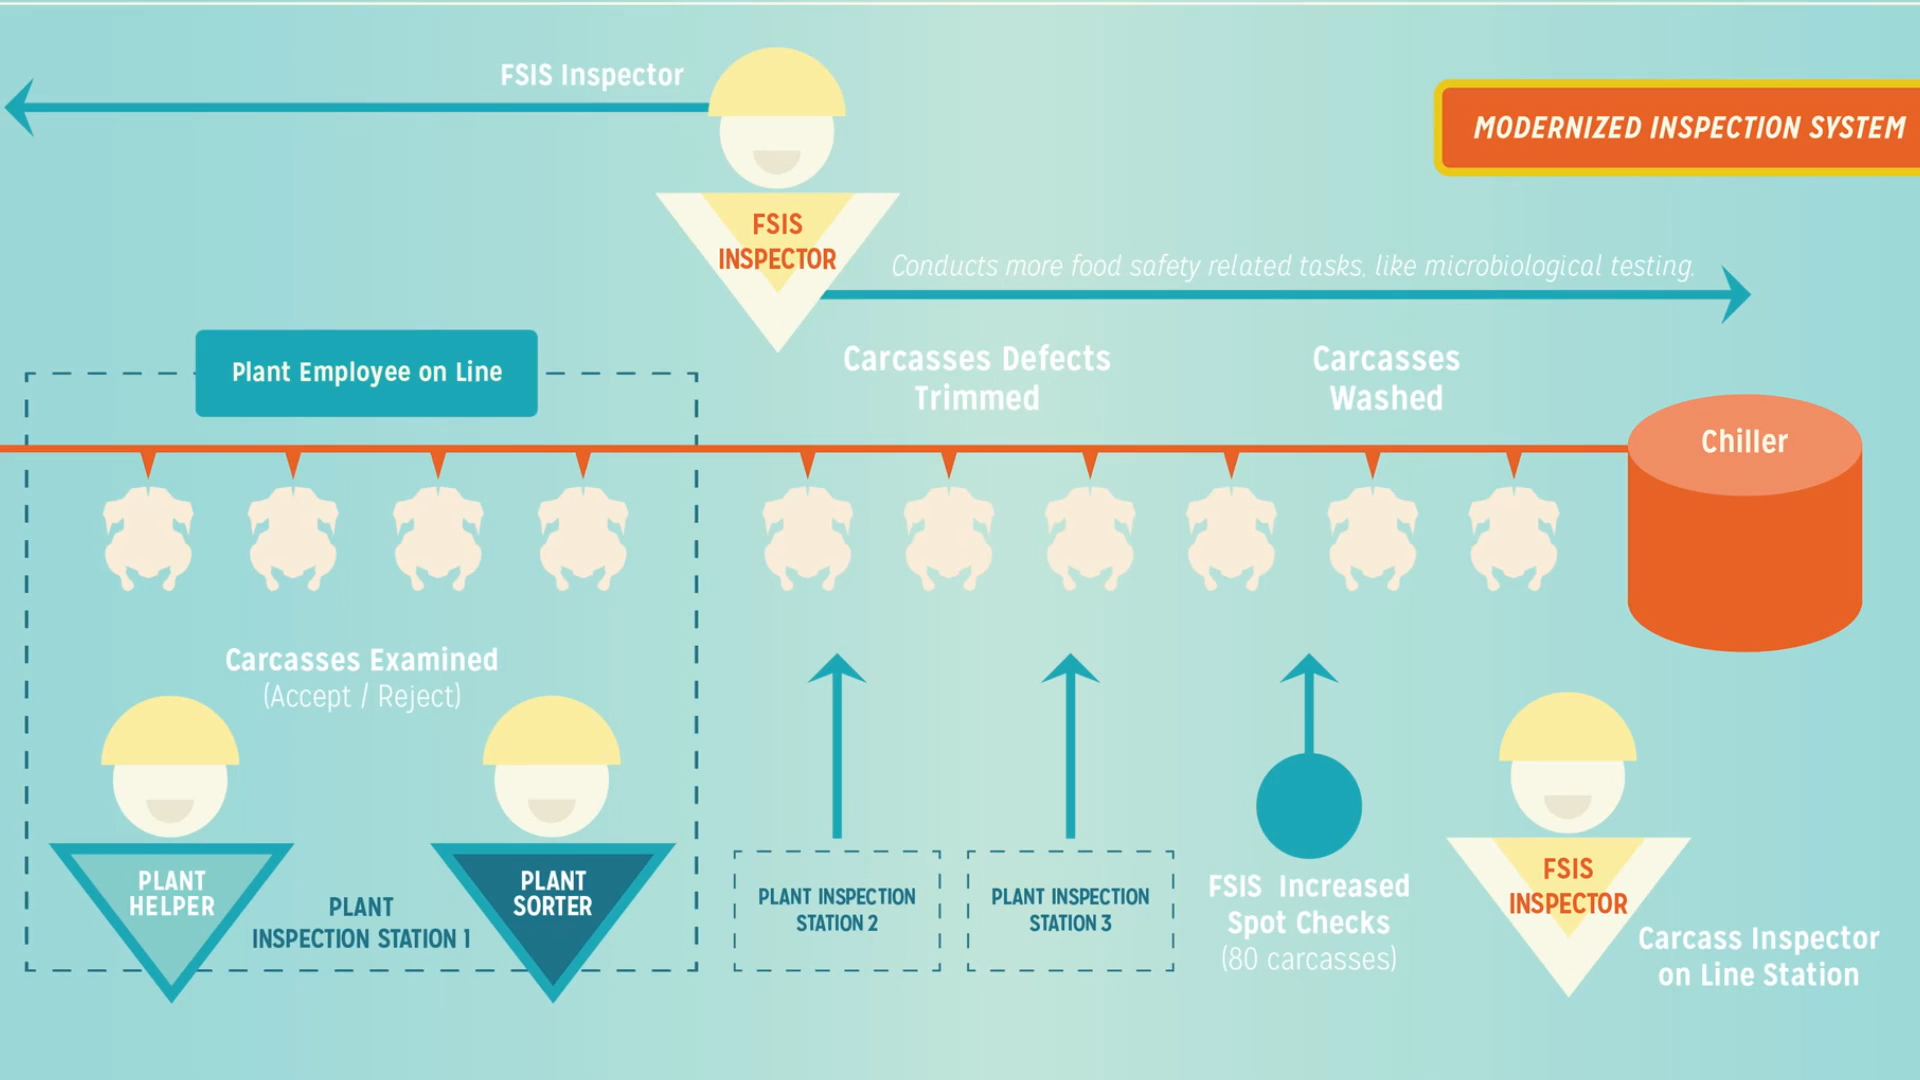 FSIS Inspector
MODERNIZED INSPECTION SYSTEM
FSIS
INSPECTOR
Conducts more food safety related tasks, like microbiological testing.
Plant Employee on Line
Carcasses Defects
Trimmed
Carcasses
Washed
Chiller
Carcasses Examined
(Accept / Reject)
PLANT
HELPER
PLANT
INSPECTION STATION 1
PLANT
SORTER
PLANT INSPECTION
STATION 2
PLANT INSPECTION
STATION 3
FSIS Increased
Spot Checks
(80 carcasses)
FSIS
INSPECTOR
Carcass Inspector
on Line Station